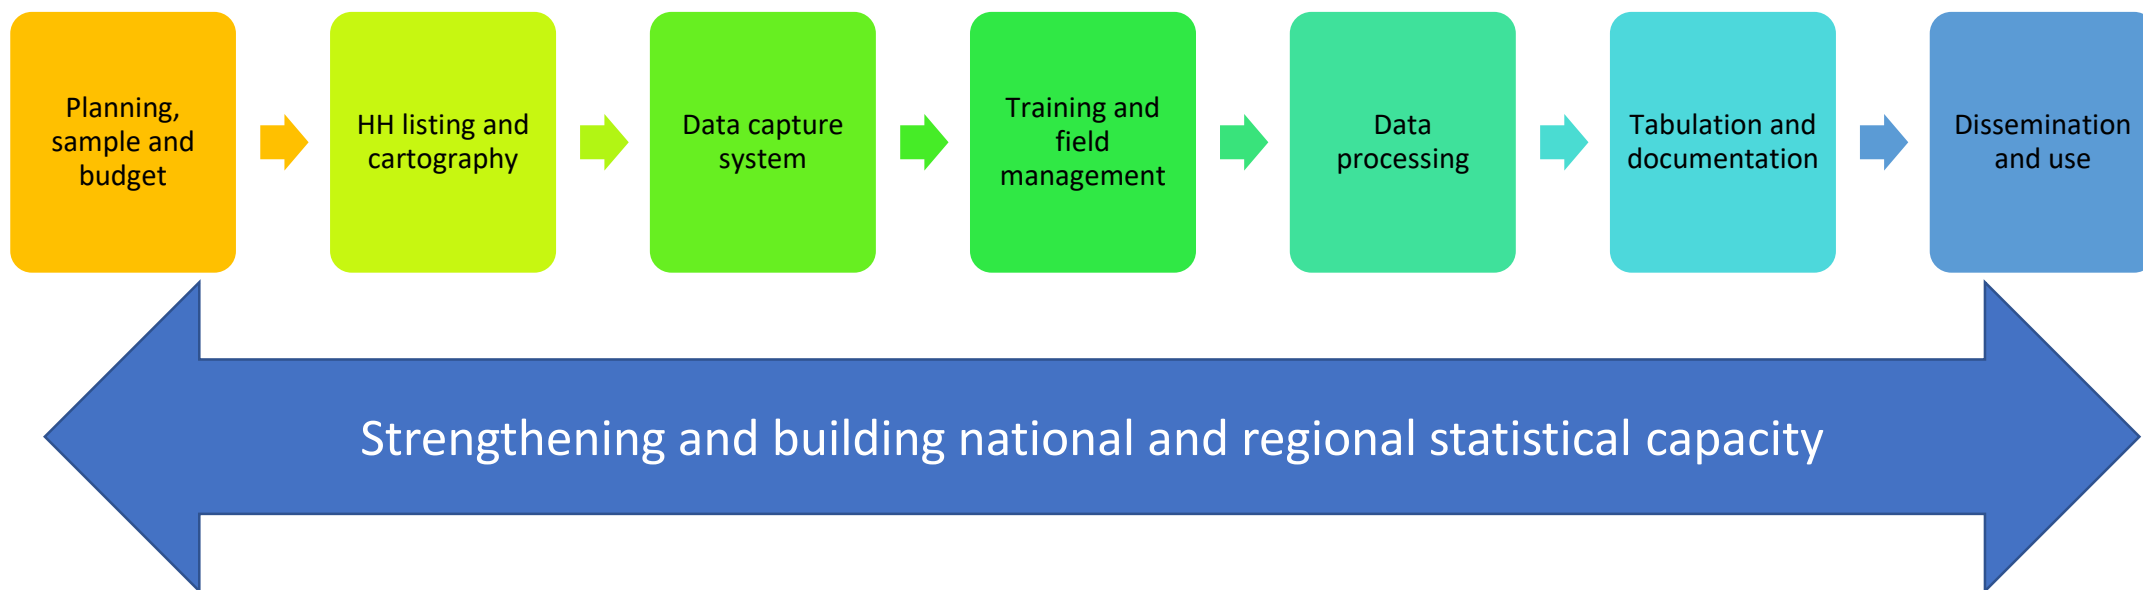 Planning,
sample and
budget
HH listing and
cartography
Data capture
system
Training and
field
management
Data
processing
Tabulation and
documentation
Dissemination
and use
Strengthening and building national and regional statistical capacity